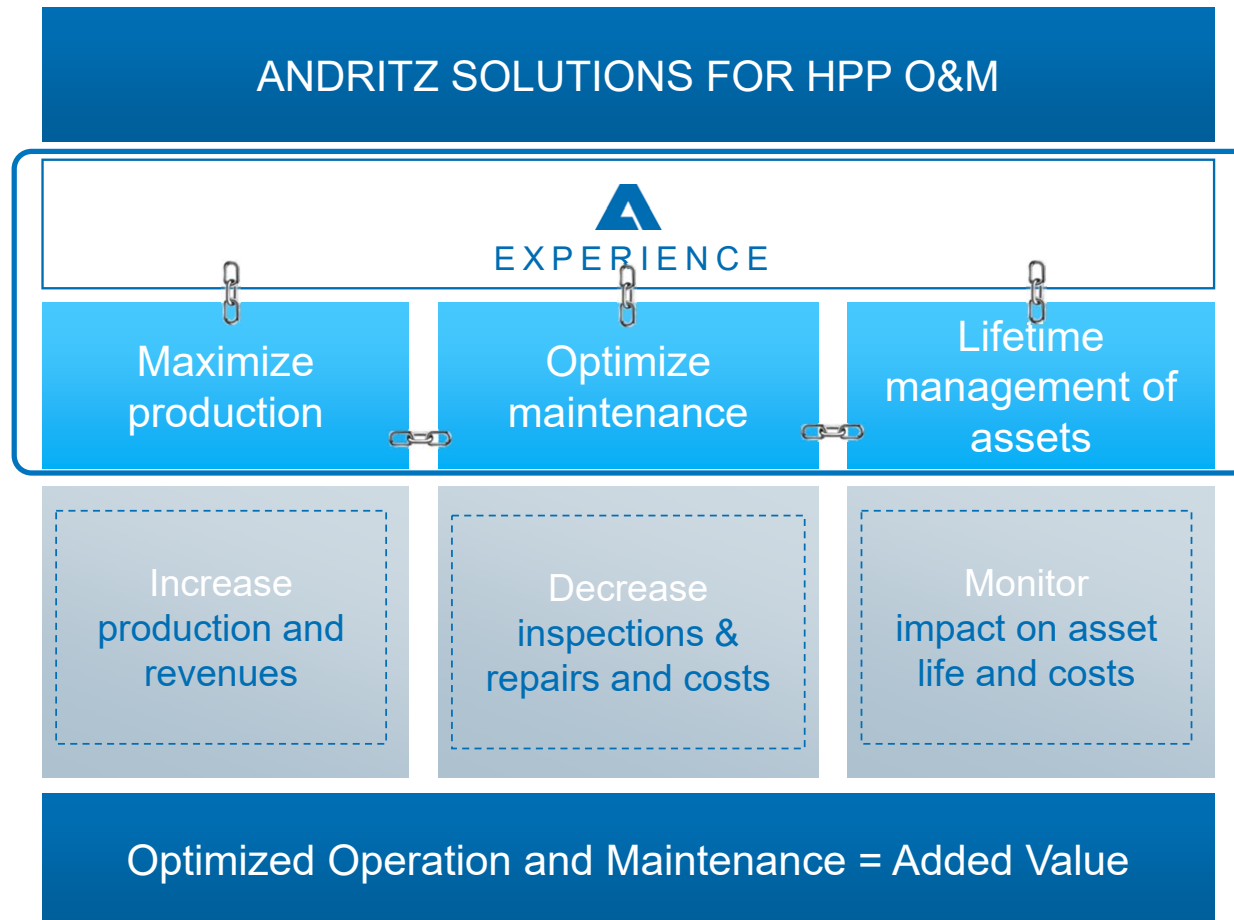 ANDRITZ SOLUTIONS FOR HPP O&M
EXPERIENCE
Maximize
production
Optimize
maintenance
Lifetime
management of
assets
Increase
production and
revenues
Decrease
inspections &
repairs and costs
Monitor
impact on asset
life and costs
Optimized Operation and Maintenance = Added Value